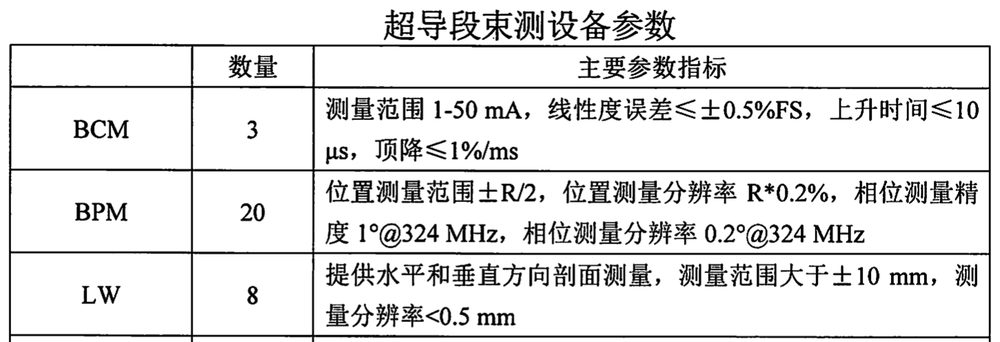 超导段束测设备参数
数量
主要参数指标
BCM
3
测量范围 1-50 mA，线性度误差≤±0.5%FS，上升时间≤10
μs，顶降≤1%/ms
BPM
20
位置测量范围±R/2，位置测量分辨率 R*0.2%，相位测量精
度 1°@324 MHz，相位测量分辨率 0.2°@324 MHz
LW
8
提供水平和垂直方向剖面测量，测量范围大于±10 mm，测
量分辨率<0.5 mm